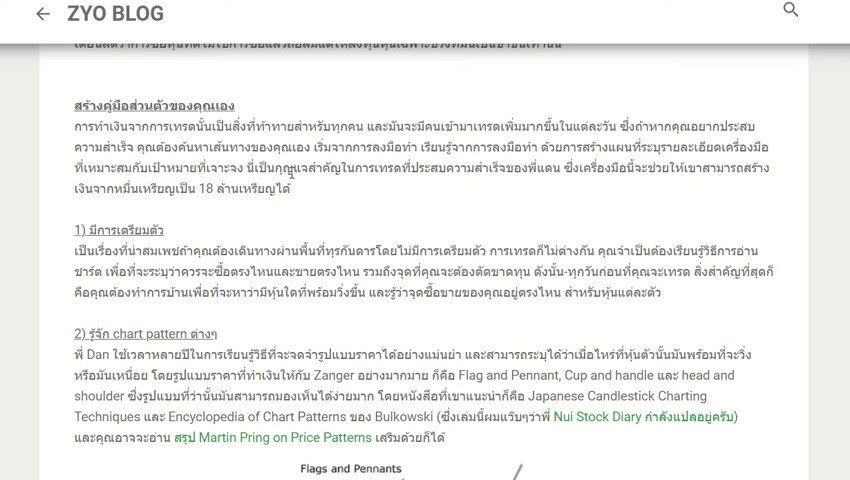 ZYO BLOG
สร้างคู่มือส่วนตัวของคุณเอง
การทำเงินจากการเทรดนั้นเป็นสิ่งที่ท้าทายสำหรับทุกคน และมันจะมีคนเข้ามาเทรดเพิ่มมากขึ้นในแต่ละวัน ซึ่งถ้าหากคุณอยากประสบ
ความสำเร็จ คุณต้องค้นหาเส้นทางของคุณเอง เริ่มจากการลงมือทำ เรียนรู้จากการลงมือทำ ด้วยการสร้างแผนที่ระบุรายละเอียดเครื่องมือ
ที่เหมาะสมกับเป้าหมายที่เจาะจง นี่เป็นกุญแจสำคัญในการเทรดที่ประสบความสำเร็จของพี่แดน ซึ่งเครื่องมือนี้จะช่วยให้เขาสามารถสร้าง
เงินจากหมื่นเหรียญเป็น 18 ล้านเหรียญได้
1) มีการเตรียมตัว
เป็นเรื่องที่น่าสมเพชถ้าคุณต้องเดินทางผ่านพื้นที่ทุรกันดารโดยไม่มีการเตรียมตัว การเทรดก็ไม่ต่างกัน คุณจำเป็นต้องเรียนรู้วิธีการอ่าน
ชาร์ต เพื่อที่จะระบุว่าควรจะซื้อตรงไหนและขายตรงไหน รวมถึงจุดที่คุณจะต้องตัดขาดทุน ดังนั้น-ทุกวันก่อนที่คุณจะเทรด สิ่งสำคัญที่สุดก็
คือคุณต้องทำการบ้านเพื่อที่จะหาว่ามีหุ้นใดที่พร้อมวิ่งขึ้น และรู้ว่าจุดซื้อขายของคุณอยู่ตรงไหน สำหรับหุ้นแต่ละตัว
2) รู้จัก chart pattern ต่างๆ
พี่ Dan ใช้เวลาหลายปีในการเรียนรู้วิธีที่จะจดจำรูปแบบราคาได้อย่างแม่นยำ และสามารถระบุได้ว่าเมื่อไหร่ที่หุ้นตัวนั้นมันพร้อมที่จะวิ่ง
หรือมันเหนื่อย โดยรูปแบบราคาที่ทำเงินให้กับ Zanger อย่างมากมาย ก็คือ Flag and Pennant, Cup and handle และ head and
shoulder ซึ่งรูปแบบที่ว่านั้นมันสามารถมองเห็นได้ง่ายมาก โดยหนังสือที่เขาแนะนำก็คือ Japanese Candlestick Charting
Techniques และ Encyclopedia of Chart Patterns ของ Bulkowski (ซึ่งเล่มนี้ผมแว๊บๆว่าพี่ Nui Stock Diary กำลังแปลอยู่ครับ)
และคุณอาจจะอ่าน สรุป Martin Pring on Price Patterns เสริมด้วยก็ได้
Flags and Pennants